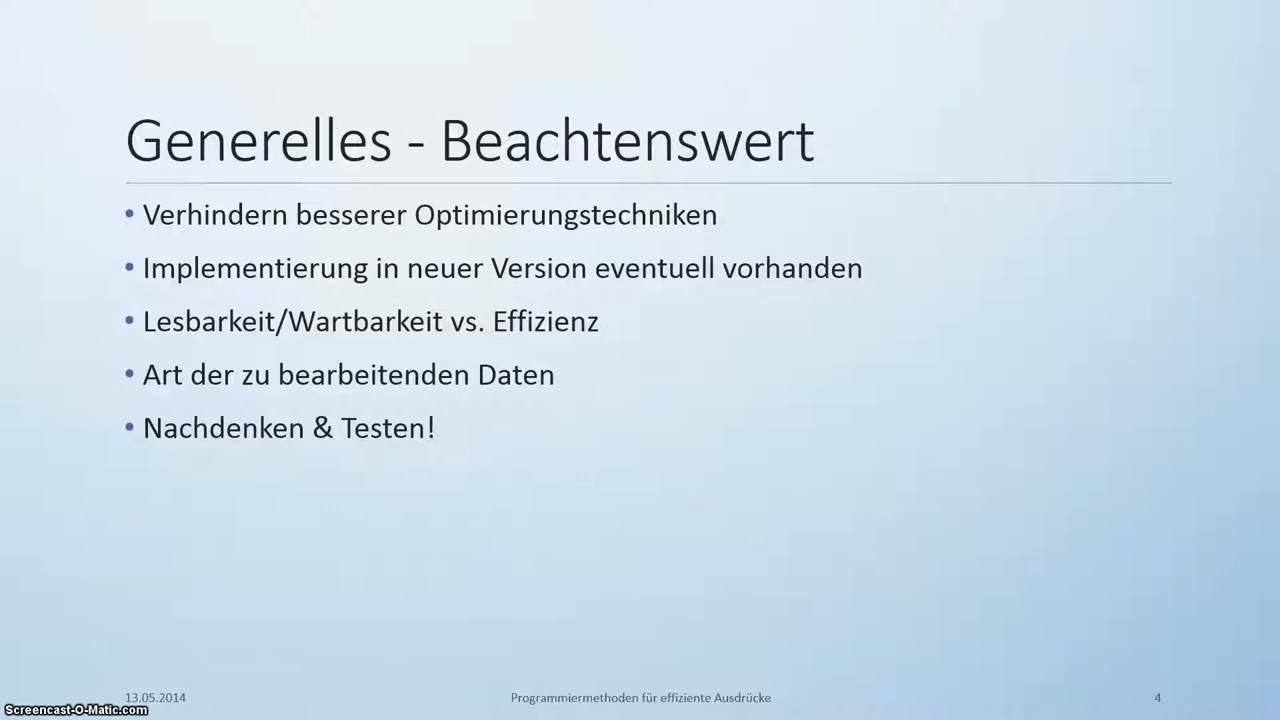 Generelles - Beachtenswert
• Verhindern besserer Optimierungstechniken
• Implementierung in neuer Version eventuell vorhanden
• Lesbarkeit/Wartbarkeit vs. Effizienz
• Art der zu bearbeitenden Daten
• Nachdenken & Testen!
13.05.2014 Programmiermethoden für effiziente Ausdrücke 4
Screencast-O-Matic.com